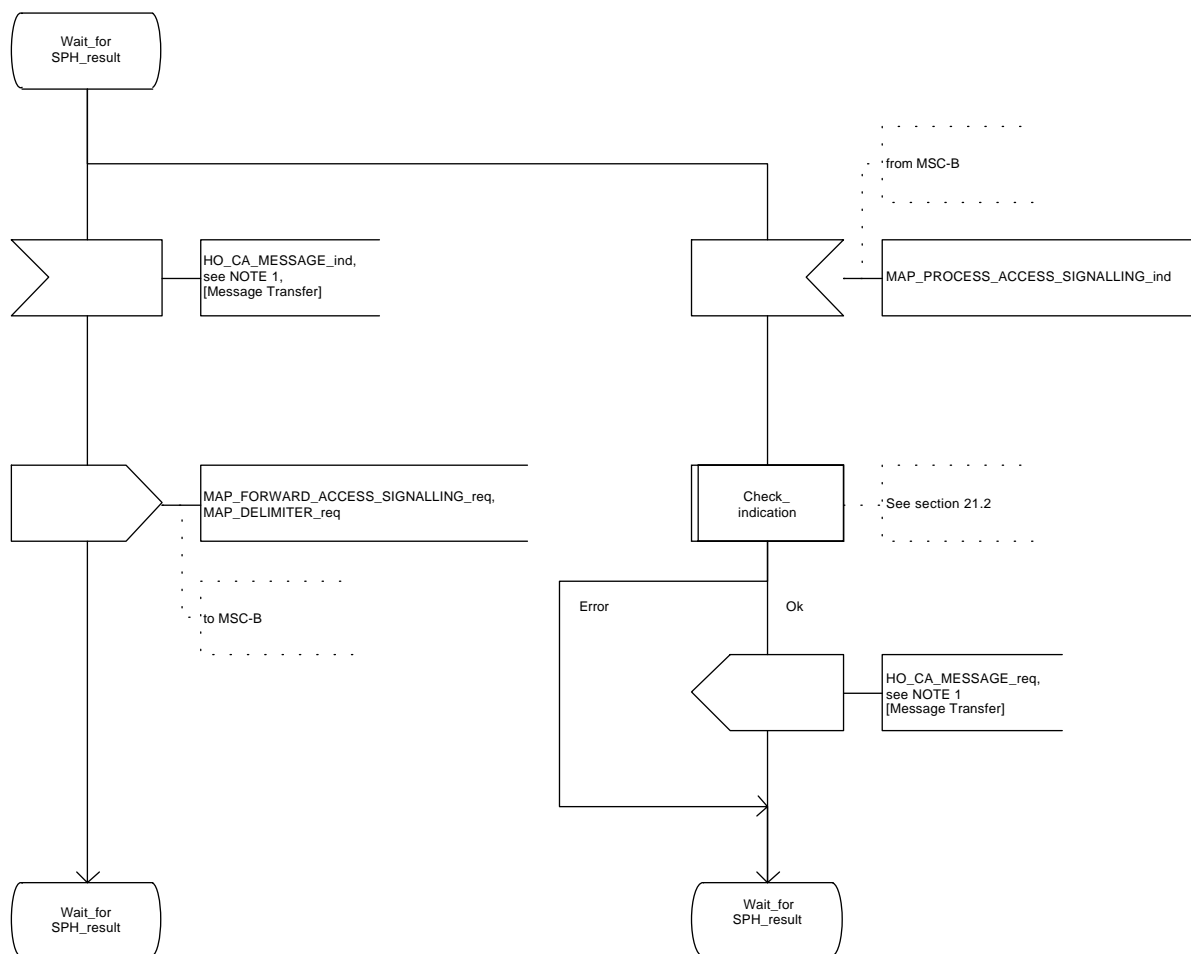 Wait_for
SPH_result
from MSC-B
HO_CA_MESSAGE_ind,
see NOTE 1,
[Message Transfer]
MAP_PROCESS_ACCESS_SIGNALLING_ind
MAP_FORWARD_ACCESS_SIGNALLING_req,
MAP_DELIMITER_req
Check_
indication
See section 21.2
to MSC-B
Error
Ok
HO_CA_MESSAGE_req,
see NOTE 1
[Message Transfer]
Wait_for
SPH_result
Wait_for
SPH_result